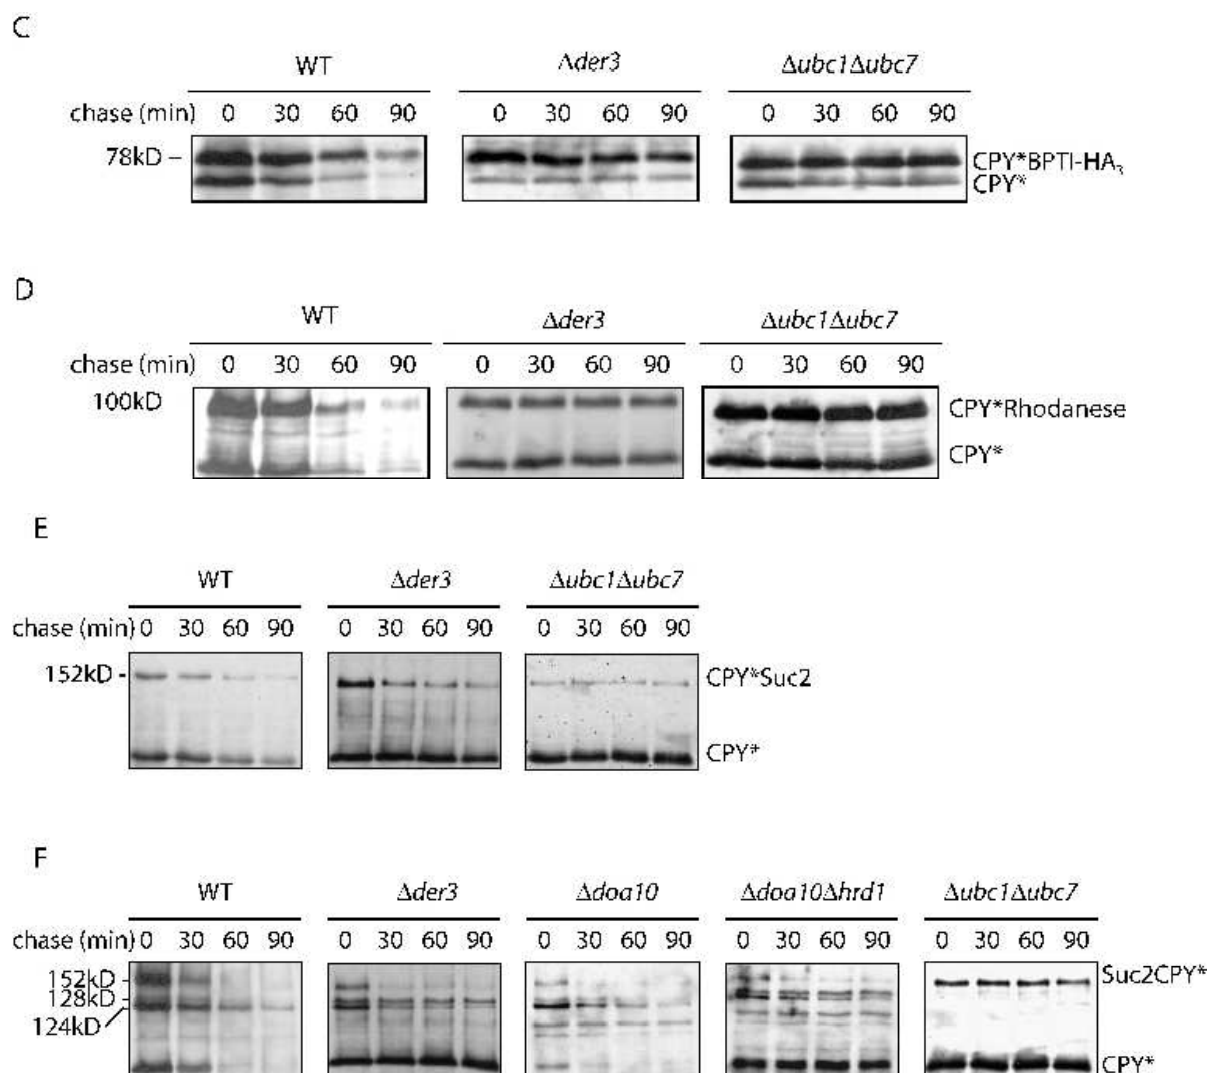 C
WT Δder3 Δubc1Δubc7
chase (min) 0 30 60 90 0 30 60 90 0 30 60 90
78kD – CPY*BPTI-HA₃
CPY*
D
WT Δder3 Δubc1Δubc7
chase (min) 0 30 60 90 0 30 60 90 0 30 60 90
100kD CPY*Rhodanese
CPY*
E
WT Δder3 Δubc1Δubc7
chase (min) 0 30 60 90 0 30 60 90 0 30 60 90
152kD - CPY*Suc2
CPY*
F
WT Δder3 Δdoa10 Δdoa10Δhrd1 Δubc1Δubc7
chase (min) 0 30 60 90 0 30 60 90 0 30 60 90 0 30 60 90 0 30 60 90
152kD - Suc2CPY*
128kD -
124kD
CPY*